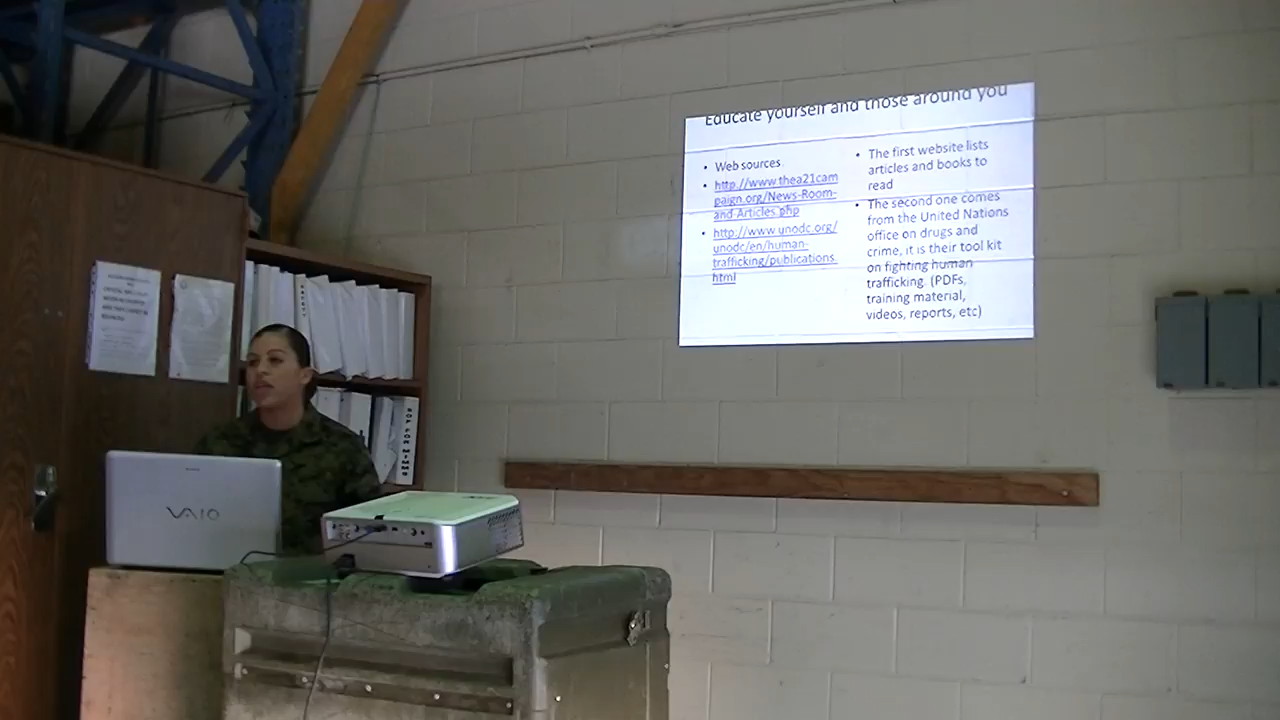 Educate yourself and those around you
• Web sources
• http://www.thea21cam
paign.org/News-Room-
and-Articles.php
• http://www.unodc.org/
unodc/en/human-
trafficking/publications.
html
• The first website lists
articles and books to
read
• The second one comes
from the United Nations
office on drugs and
crime, it is their tool kit
on fighting human
trafficking. (PDFs,
training material,
videos, reports, etc)
VAIO